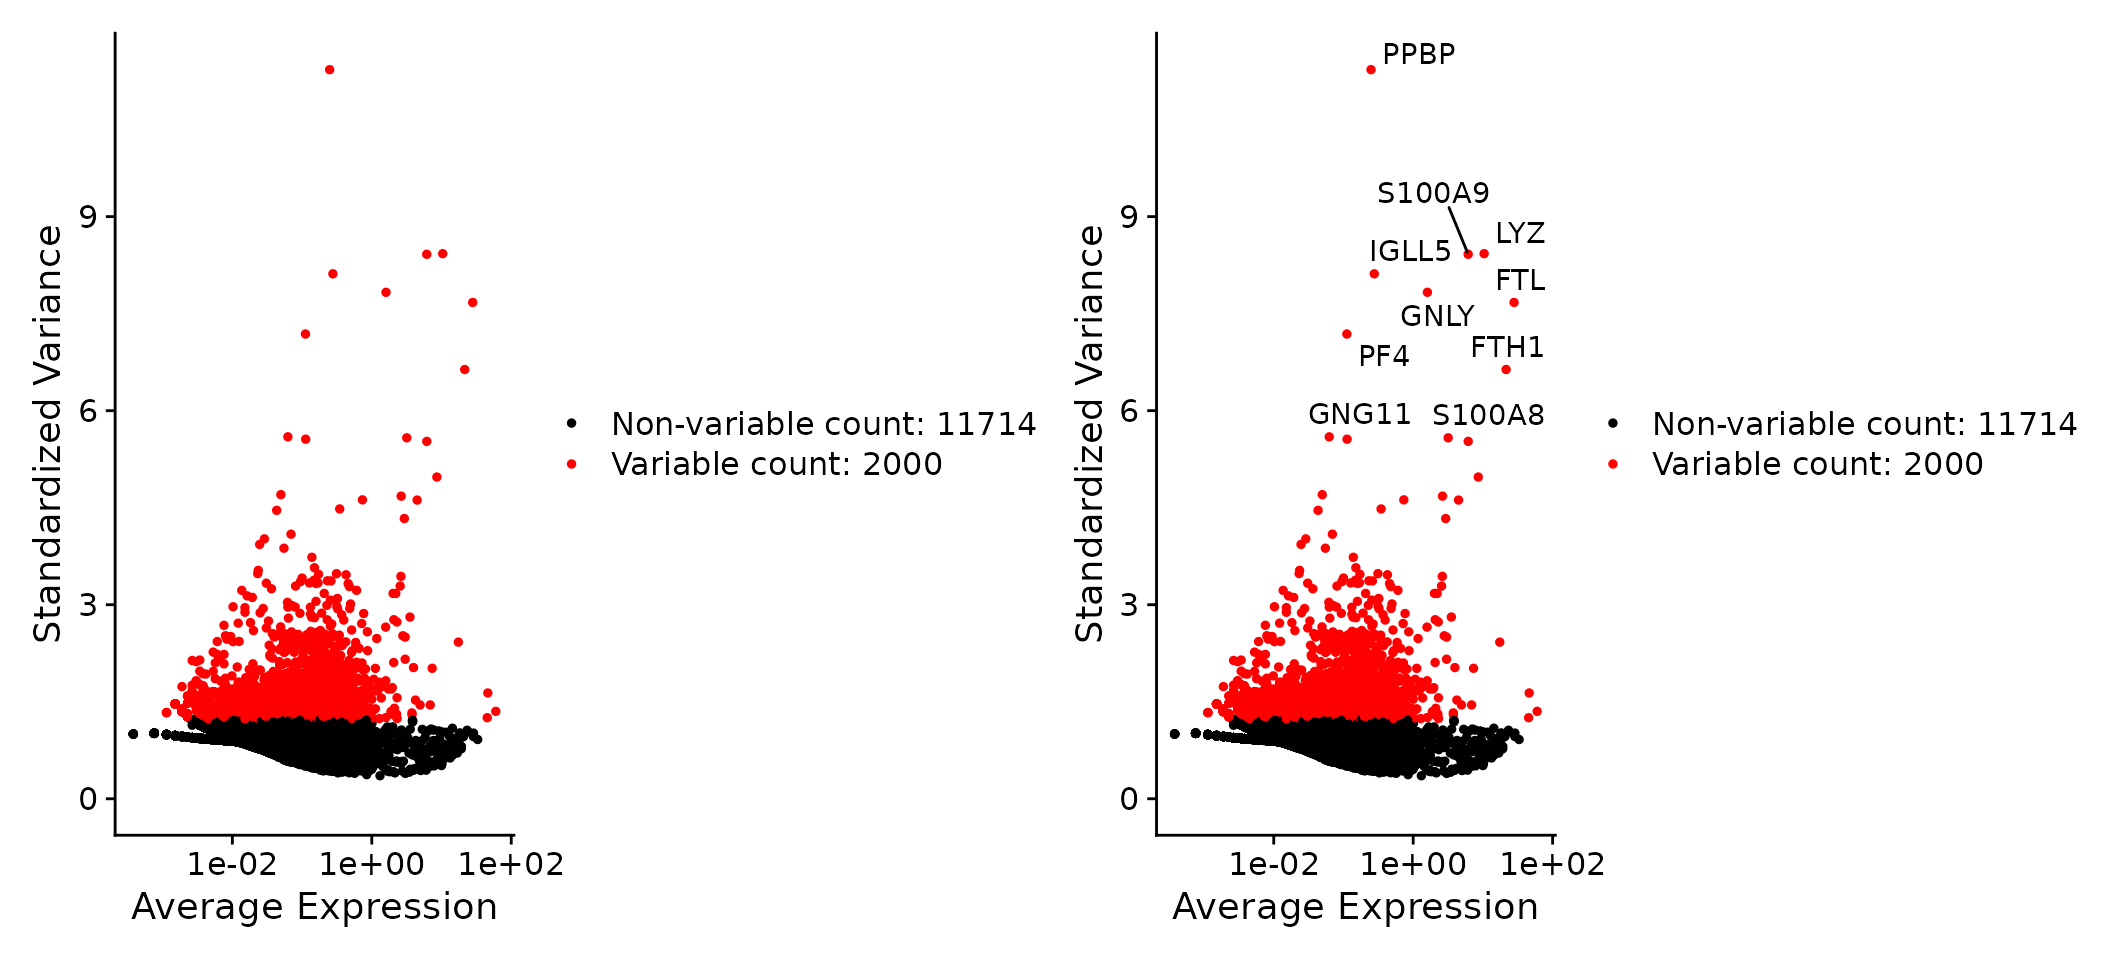 Standardized Variance
9
6
3
0
1e-02 1e+00 1e+02
Average Expression
Non-variable count: 11714
Variable count: 2000
Standardized Variance
9
6
3
0
PPBP
S100A9
LYZ
IGLL5
FTL
GNLY
FTH1
PF4
GNG11
S100A8
1e-02 1e+00 1e+02
Average Expression
Non-variable count: 11714
Variable count: 2000